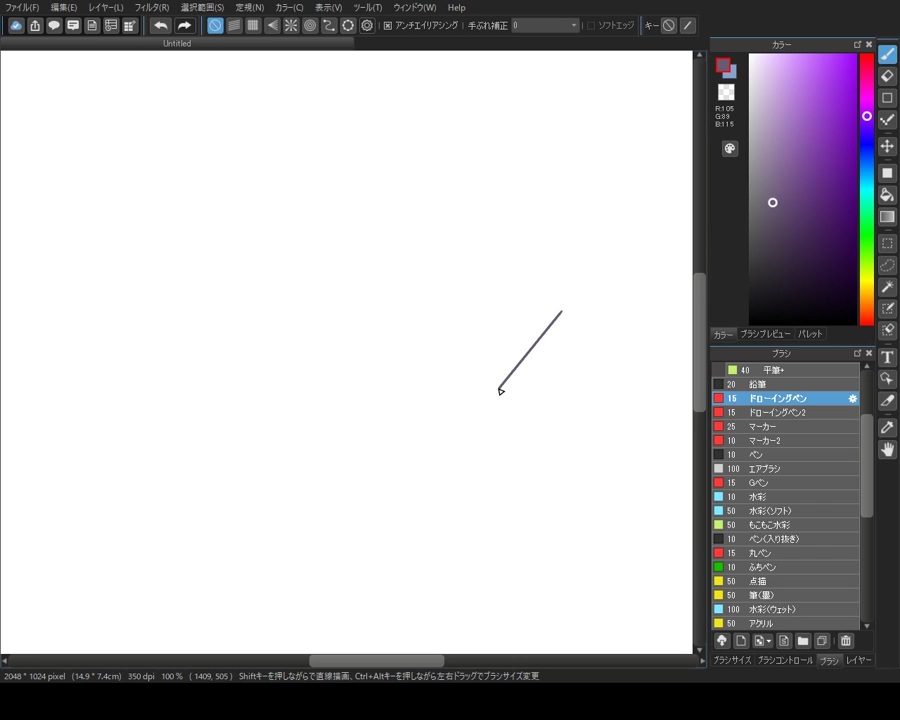 ファイル(F) 編集(E) レイヤー(L) フィルタ(R) 選択範囲(S) 定規(N) カラー(C) 表示(V) ツール(T) ウィンドウ(W) Help
アンチエイリアシング 手ぶれ補正 0 ソフトエッジ キー
Untitled
カラー
R:105
G:89
B:115
カラー ブラシプレビュー パレット
ブラシ
40 平筆+
20 鉛筆
15 ドローイングペン
15 ドローイングペン2
25 マーカー
10 マーカー2
10 ペン
100 エアブラシ
15 Gペン
10 水彩
50 水彩(ソフト)
50 もこもこ水彩
10 ペン(入り抜き)
15 丸ペン
10 ふちペン
50 点描
50 筆(墨)
100 水彩(ウェット)
50 アクリル
T
ブラシサイズ ブラシコントロール ブラシ レイヤー
2048 * 1024 pixel (14.9 * 7.4cm) 350 dpi 100 % ( 1409, 505 ) Shiftキーを押しながらで直線描画、Ctrl+Altキーを押しながら左右ドラッグでブラシサイズ変更